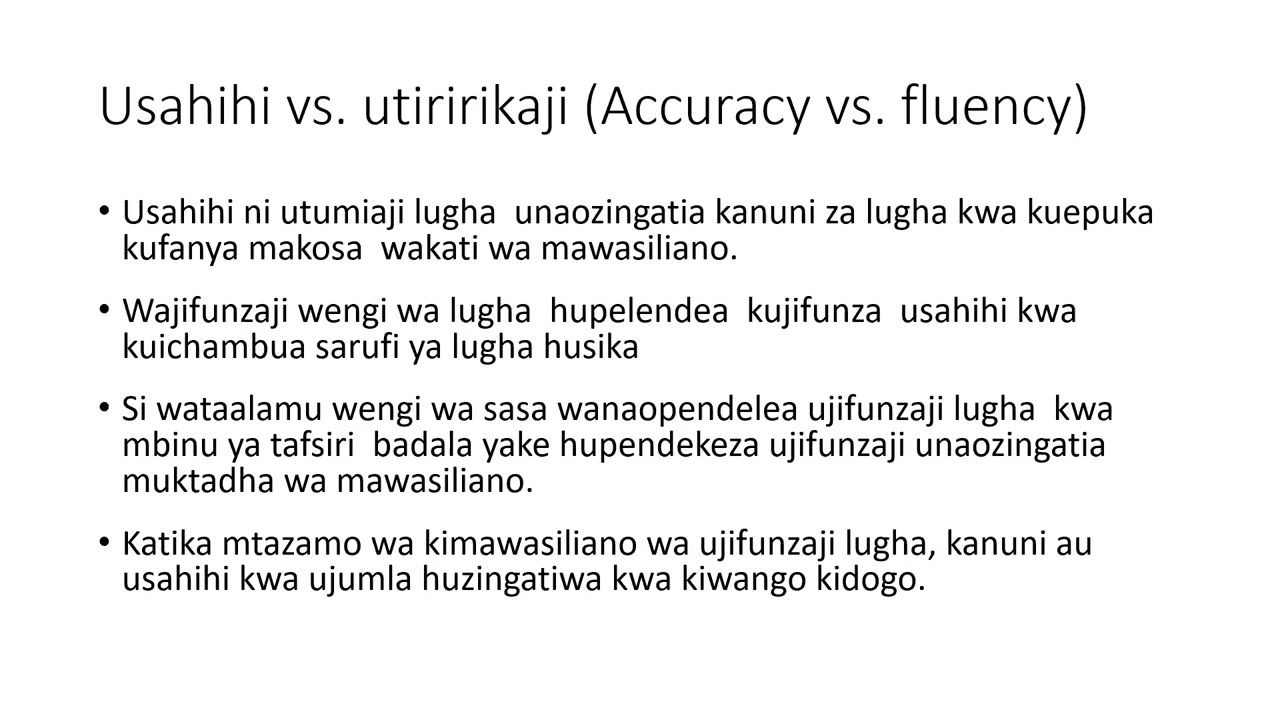 Usahihi vs. utiririkaji (Accuracy vs. fluency)
• Usahihi ni utumiaji lugha  unaozingatia kanuni za lugha kwa kuepuka
kufanya makosa  wakati wa mawasiliano.
• Wajifunzaji wengi wa lugha  hupelendea  kujifunza  usahihi kwa
kuichambua sarufi ya lugha husika
• Si wataalamu wengi wa sasa wanaopendelea ujifunzaji lugha  kwa
mbinu ya tafsiri  badala yake hupendekeza ujifunzaji unaozingatia
muktadha wa mawasiliano.
• Katika mtazamo wa kimawasiliano wa ujifunzaji lugha, kanuni au
usahihi kwa ujumla huzingatiwa kwa kiwango kidogo.